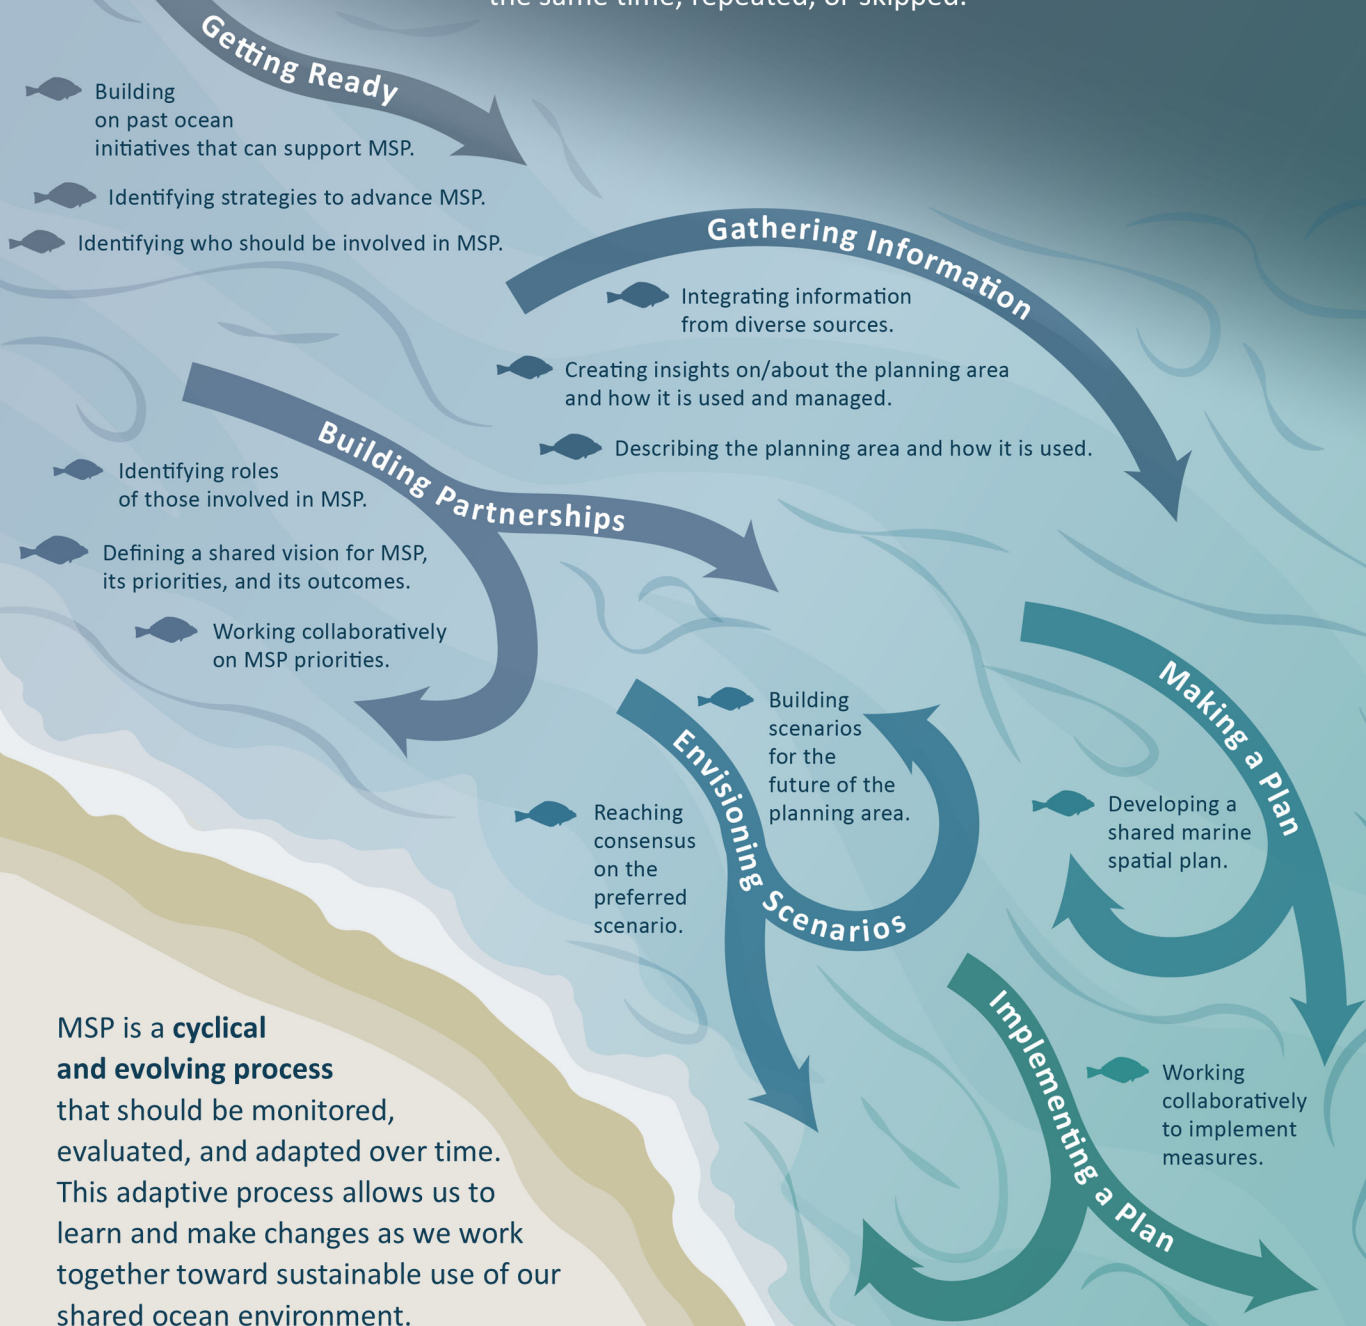 the same time, repeated, or skipped.
Getting Ready
Building
on past ocean
initiatives that can support MSP.
Identifying strategies to advance MSP.
Identifying who should be involved in MSP.
Gathering Information
Integrating information
from diverse sources.
Creating insights on/about the planning area
and how it is used and managed.
Describing the planning area and how it is used.
Building Partnerships
Identifying roles
of those involved in MSP.
Defining a shared vision for MSP,
its priorities, and its outcomes.
Working collaboratively
on MSP priorities.
Envisioning Scenarios
Building
scenarios
for the
future of the
planning area.
Reaching
consensus
on the
preferred
scenario.
Making a Plan
Developing a
shared marine
spatial plan.
Implementing a Plan
Working
collaboratively
to implement
measures.
MSP is a cyclical
and evolving process
that should be monitored,
evaluated, and adapted over time.
This adaptive process allows us to
learn and make changes as we work
together toward sustainable use of our
shared ocean environment.